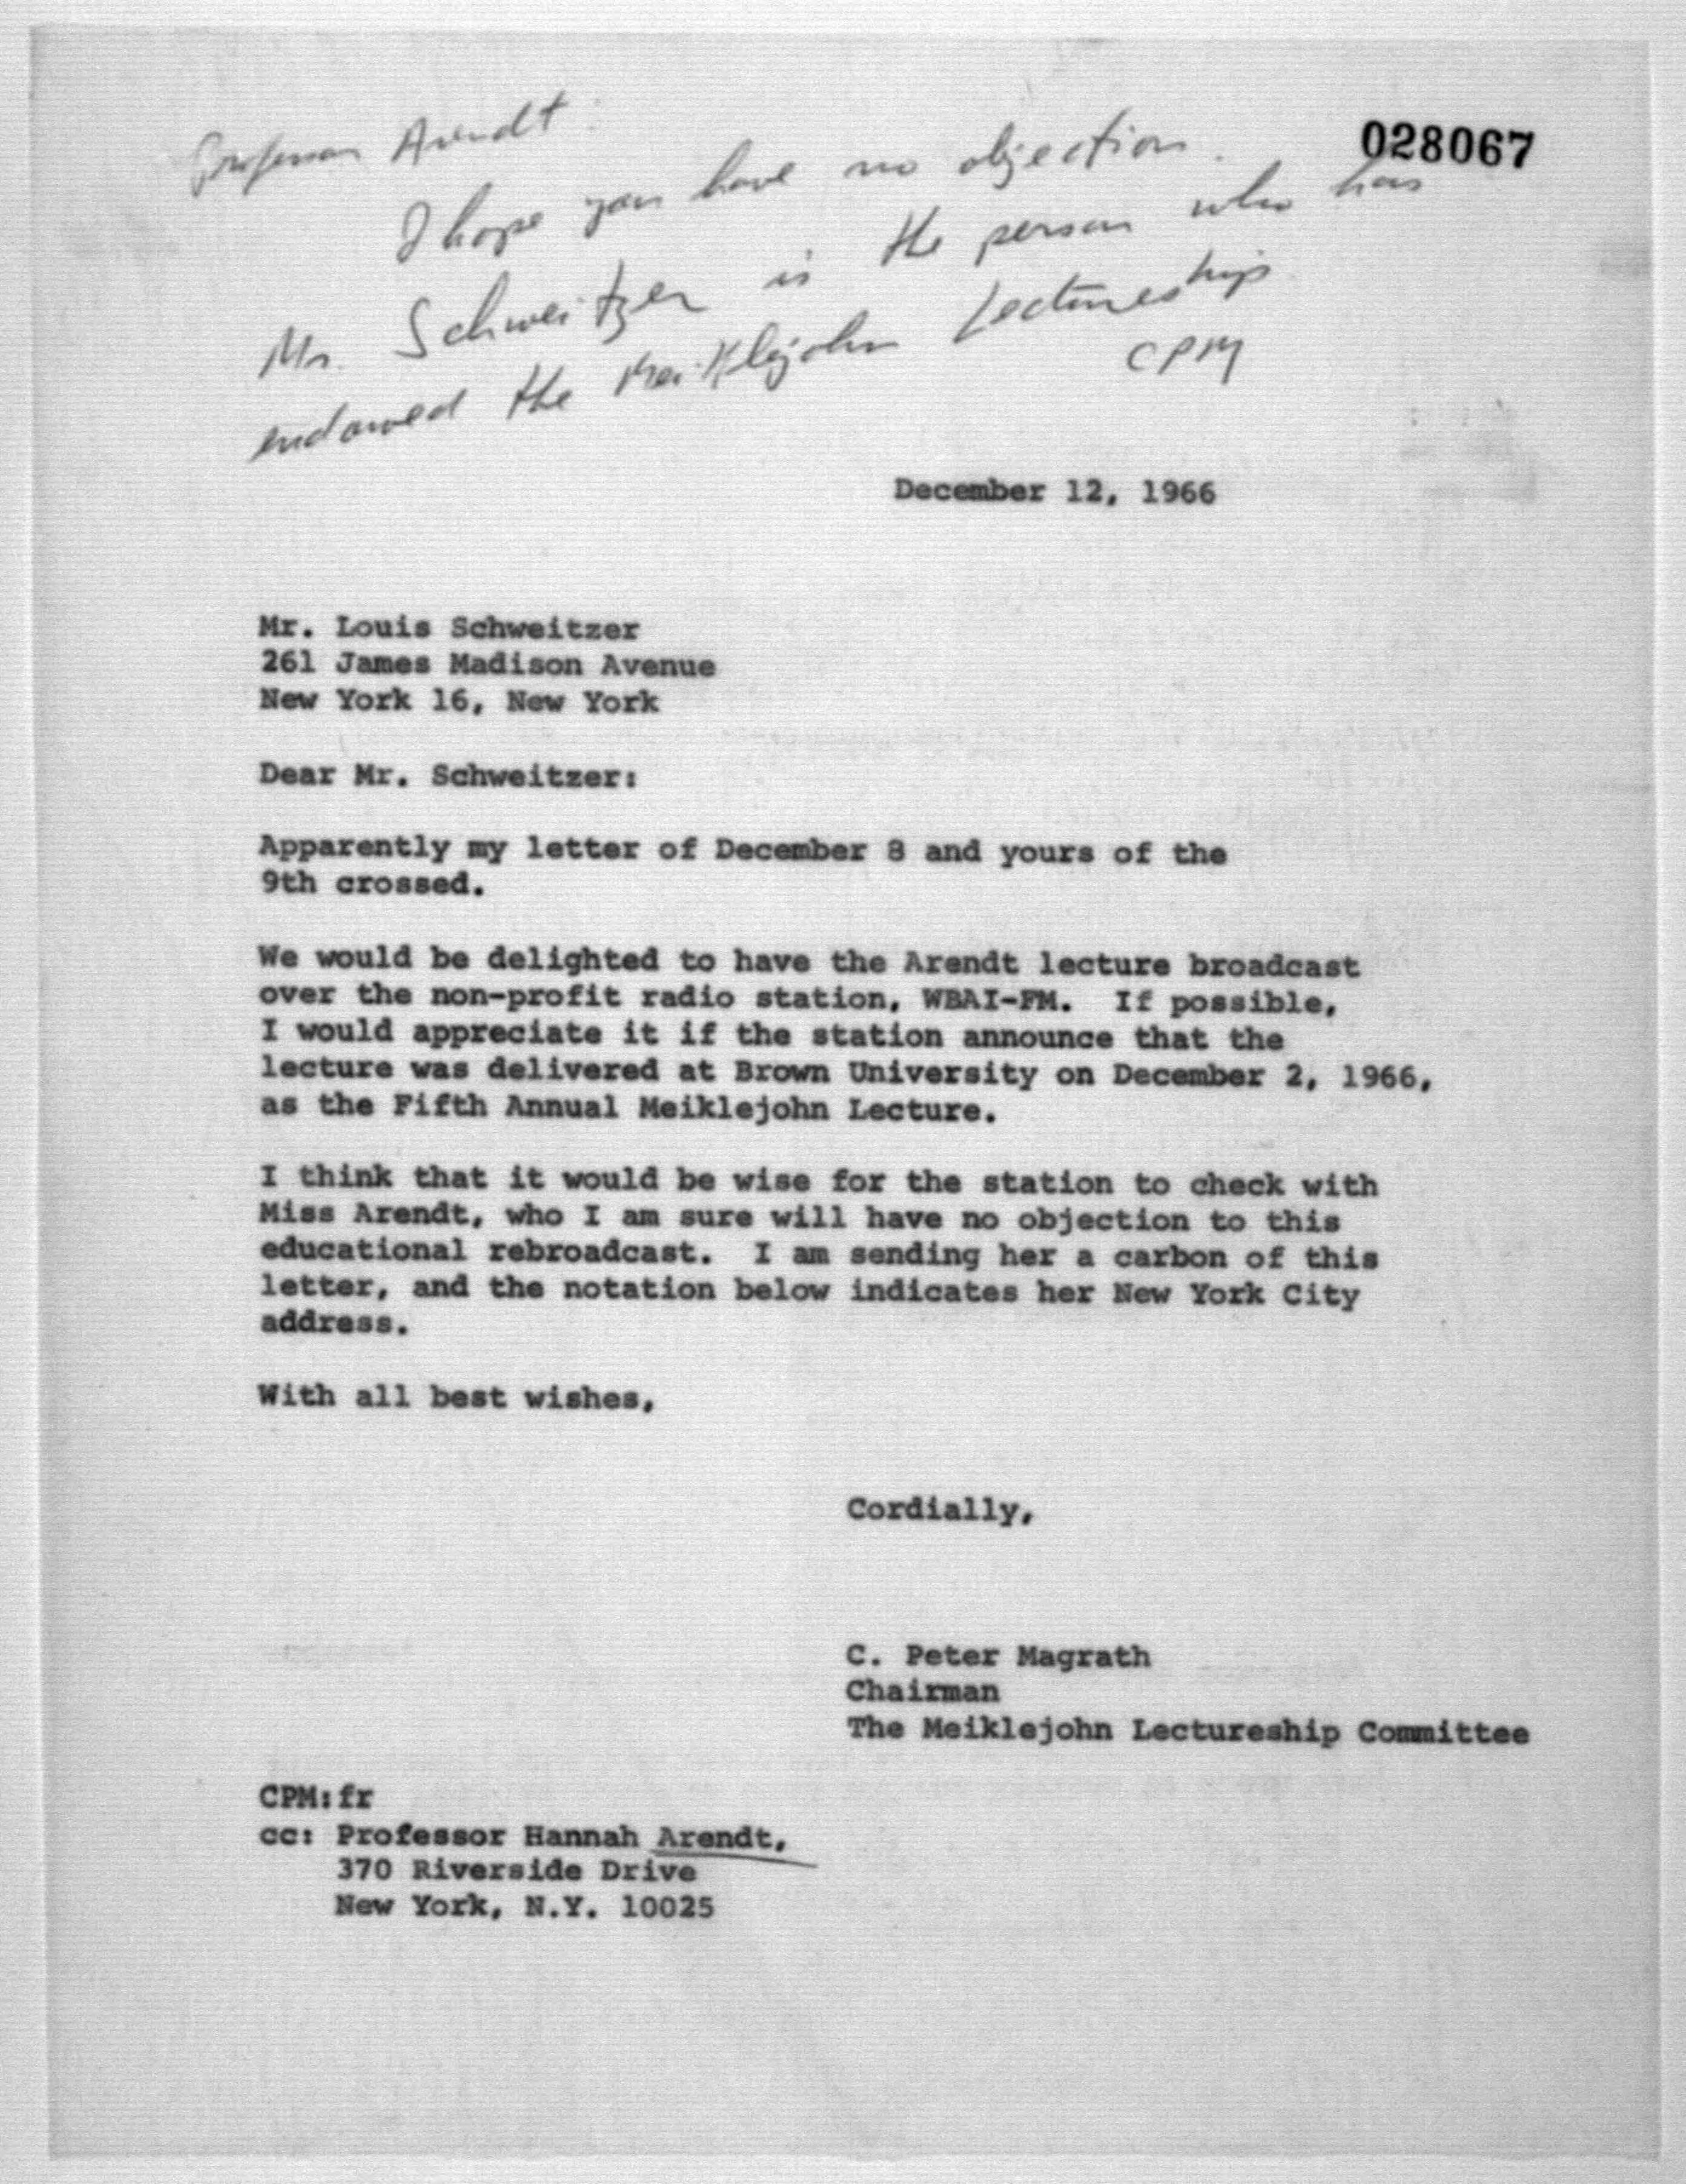 028067
Professor Arendt:
I hope you have no objection.
Mr. Schweitzer is the person who has
endowed the Meiklejohn Lectureship
CPM
December 12, 1966
Mr. Louis Schweitzer
261 James Madison Avenue
New York 16, New York
Dear Mr. Schweitzer:
Apparently my letter of December 8 and yours of the
9th crossed.
We would be delighted to have the Arendt lecture broadcast
over the non-profit radio station, WBAI-FM.  If possible,
I would appreciate it if the station announce that the
lecture was delivered at Brown University on December 2, 1966,
as the Fifth Annual Meiklejohn Lecture.
I think that it would be wise for the station to check with
Miss Arendt, who I am sure will have no objection to this
educational rebroadcast.  I am sending her a carbon of this
letter, and the notation below indicates her New York City
address.
With all best wishes,
Cordially,
C. Peter Magrath
Chairman
The Meiklejohn Lectureship Committee
CPM:fr
cc: Professor Hannah Arendt,
370 Riverside Drive
New York, N.Y. 10025